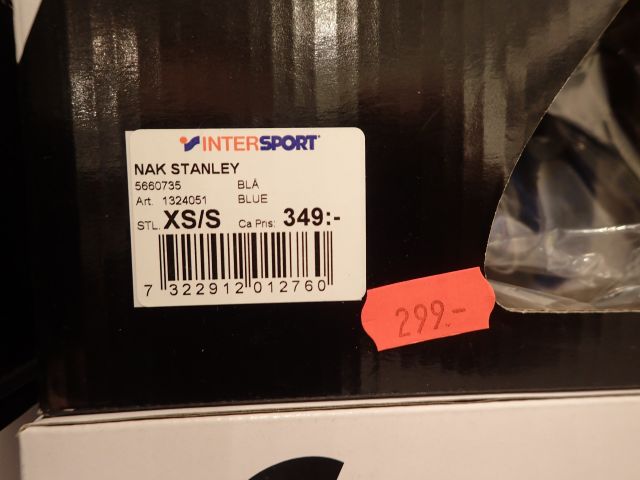 INTERSPORT
NAK STANLEY
5660735 BLÅ
Art. 1324051 BLUE
STL. XS/S Ca Pris: 349:-
7 322912 012760
299.-